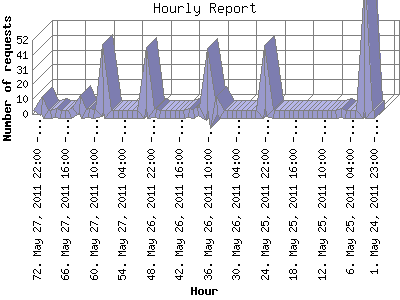 Hourly Report
Number of requests
52
41
31
20
10
0
72. May 27, 2011 22:00 -...
66. May 27, 2011 16:00 -...
60. May 27, 2011 10:00 -...
54. May 27, 2011 04:00 -...
48. May 26, 2011 22:00 -...
42. May 26, 2011 16:00 -...
36. May 26, 2011 10:00 -...
30. May 26, 2011 04:00 -...
24. May 25, 2011 22:00 -...
18. May 25, 2011 16:00 -...
12. May 25, 2011 10:00 -...
6. May 25, 2011 04:00 -...
1. May 24, 2011 23:00 -...
Hour